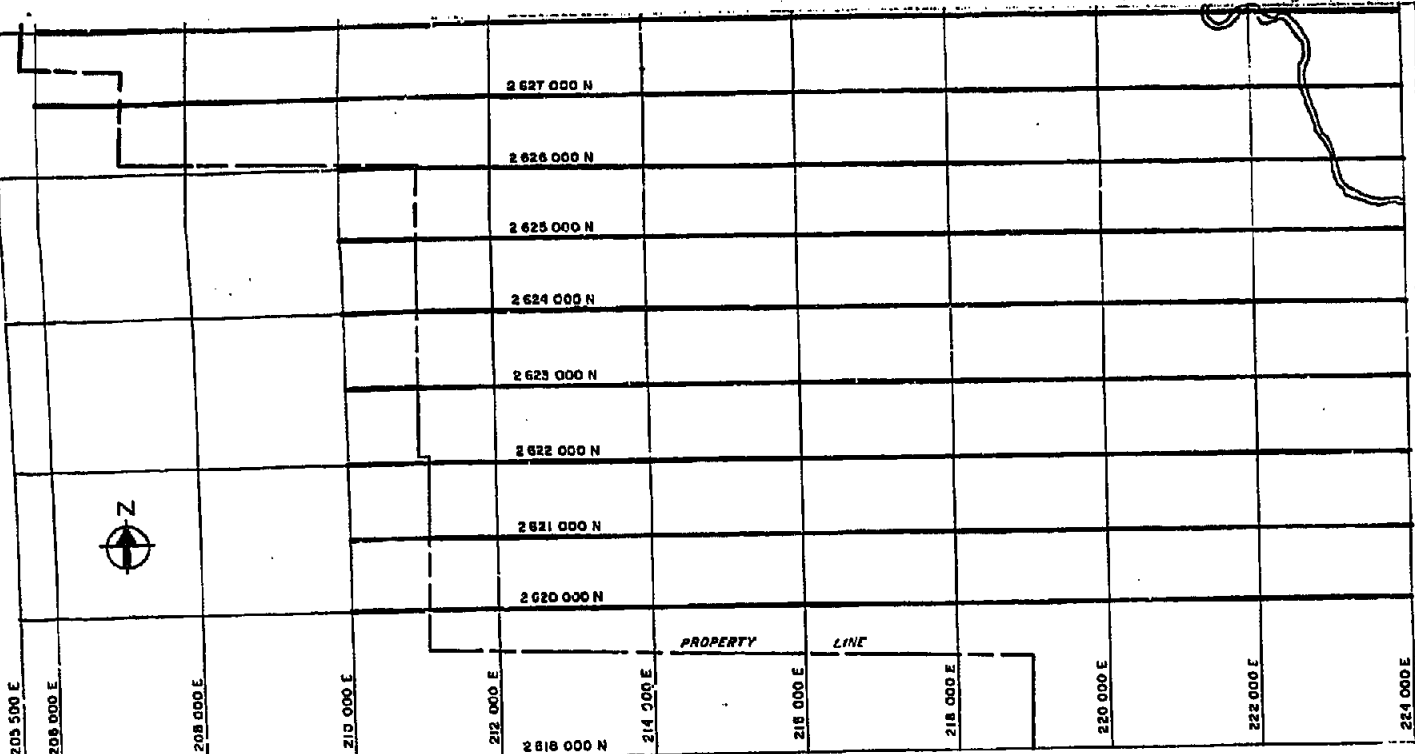 2 627 000 N
2 626 000 N
2 625 000 N
2 624 000 N
2 623 000 N
2 622 000 N
N
2 621 000 N
2 620 000 N
PROPERTY LINE
205 500 E
206 000 E
208 000 E
210 000 E
212 000 E
214 000 E
216 000 E
218 000 E
220 000 E
222 000 E
224 000 E
2 618 000 N